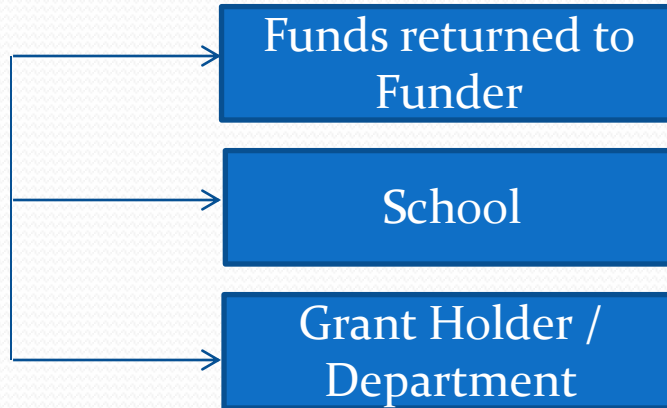 Funds returned to
Funder
School
Grant Holder /
Department